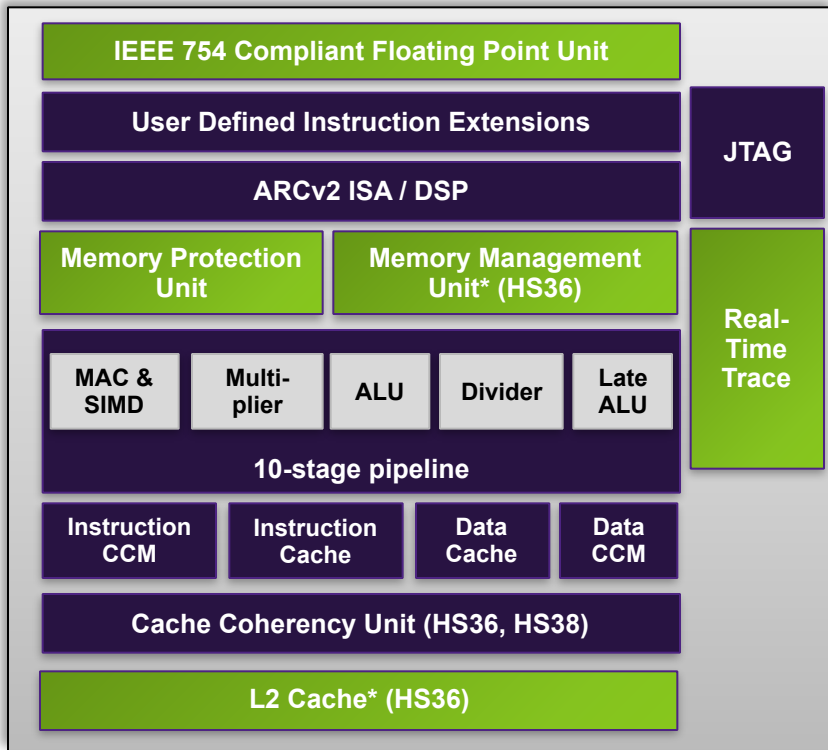 IEEE 754 Compliant Floating Point Unit
User Defined Instruction Extensions
JTAG
ARCv2 ISA / DSP
Memory Protection
Unit
Memory Management
Unit* (HS36)
Real-
Time
Trace
MAC &
SIMD
Multi-
plier
ALU
Divider
Late
ALU
10-stage pipeline
Instruction
CCM
Instruction
Cache
Data
Cache
Data
CCM
Cache Coherency Unit (HS36, HS38)
L2 Cache* (HS36)